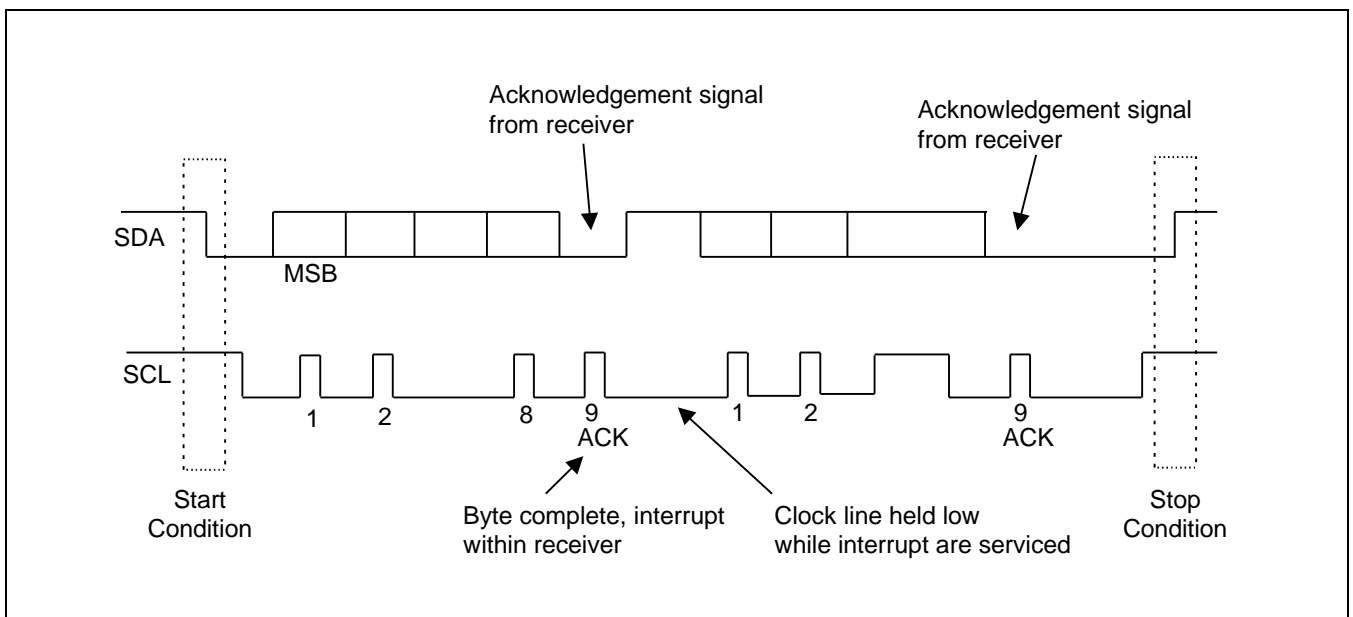 Acknowledgement signal
from receiver
Acknowledgement signal
from receiver
SDA
MSB
SCL
1
2
8
9
ACK
1
2
9
ACK
Start
Condition
Byte complete, interrupt
within receiver
Clock line held low
while interrupt are serviced
Stop
Condition